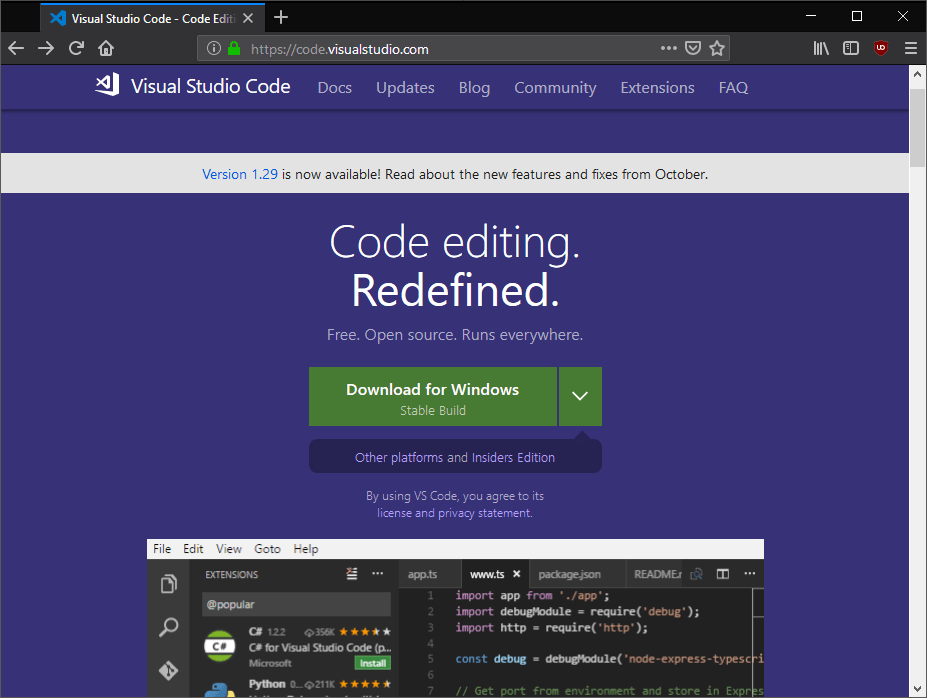 Visual Studio Code - Code Editi
https://code.visualstudio.com
Visual Studio Code Docs Updates Blog Community Extensions FAQ
Version 1.29 is now available! Read about the new features and fixes from October.
Code editing.
Redefined.
Free. Open source. Runs everywhere.
Download for Windows
Stable Build
Other platforms and Insiders Edition
By using VS Code, you agree to its
license and privacy statement.
File Edit View Goto Help
EXTENSIONS
@popular
C# 1.2.2 356K
C# for Visual Studio Code (p...
Microsoft Install
Python 0... 211K
app.ts www.ts package.json README.
1 import app from './app';
2 import debugModule = require('debug');
3 import http = require('http');
4
5 const debug = debugModule('node-express-typescri
6
7 // Get port from environment and store in Expres